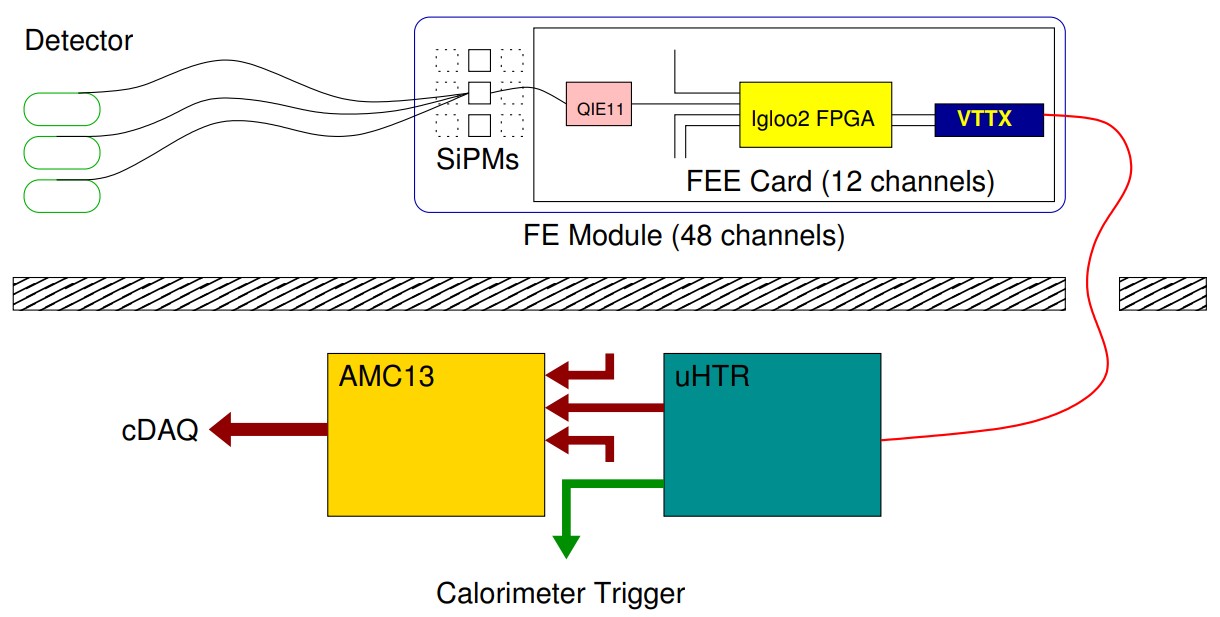 Detector
SiPMs
QIE11
Igloo2 FPGA
VTTX
FEE Card (12 channels)
FE Module (48 channels)
AMC13
uHTR
cDAQ
Calorimeter Trigger